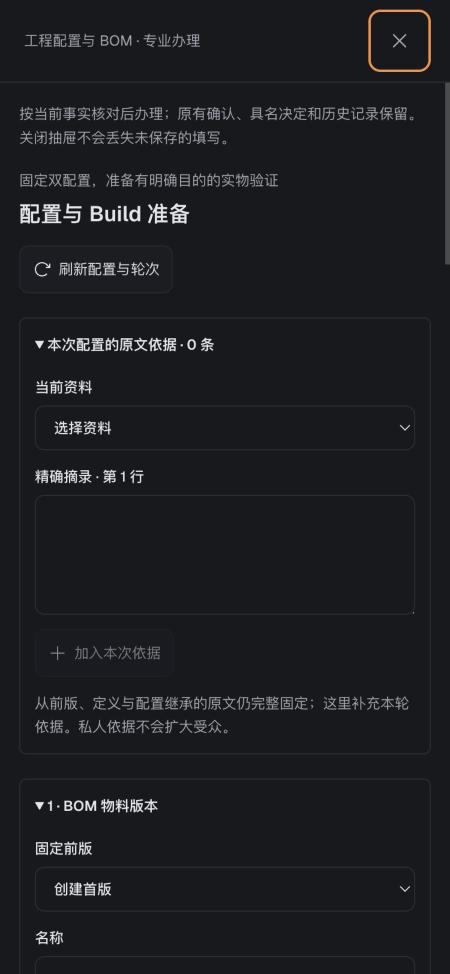 工程配置与 BOM · 专业办理
按当前事实核对后办理；原有确认、具名决定和历史记录保留。
关闭抽屉不会丢失未保存的填写。
固定双配置，准备有明确目的的实物验证
配置与 Build 准备
刷新配置与轮次
▼本次配置的原文依据 · 0 条
当前资料
选择资料
精确摘录 · 第 1 行
加入本次依据
从前版、定义与配置继承的原文仍完整固定；这里补充本轮
依据。私人依据不会扩大受众。
▼1 · BOM 物料版本
固定前版
创建首版
名称